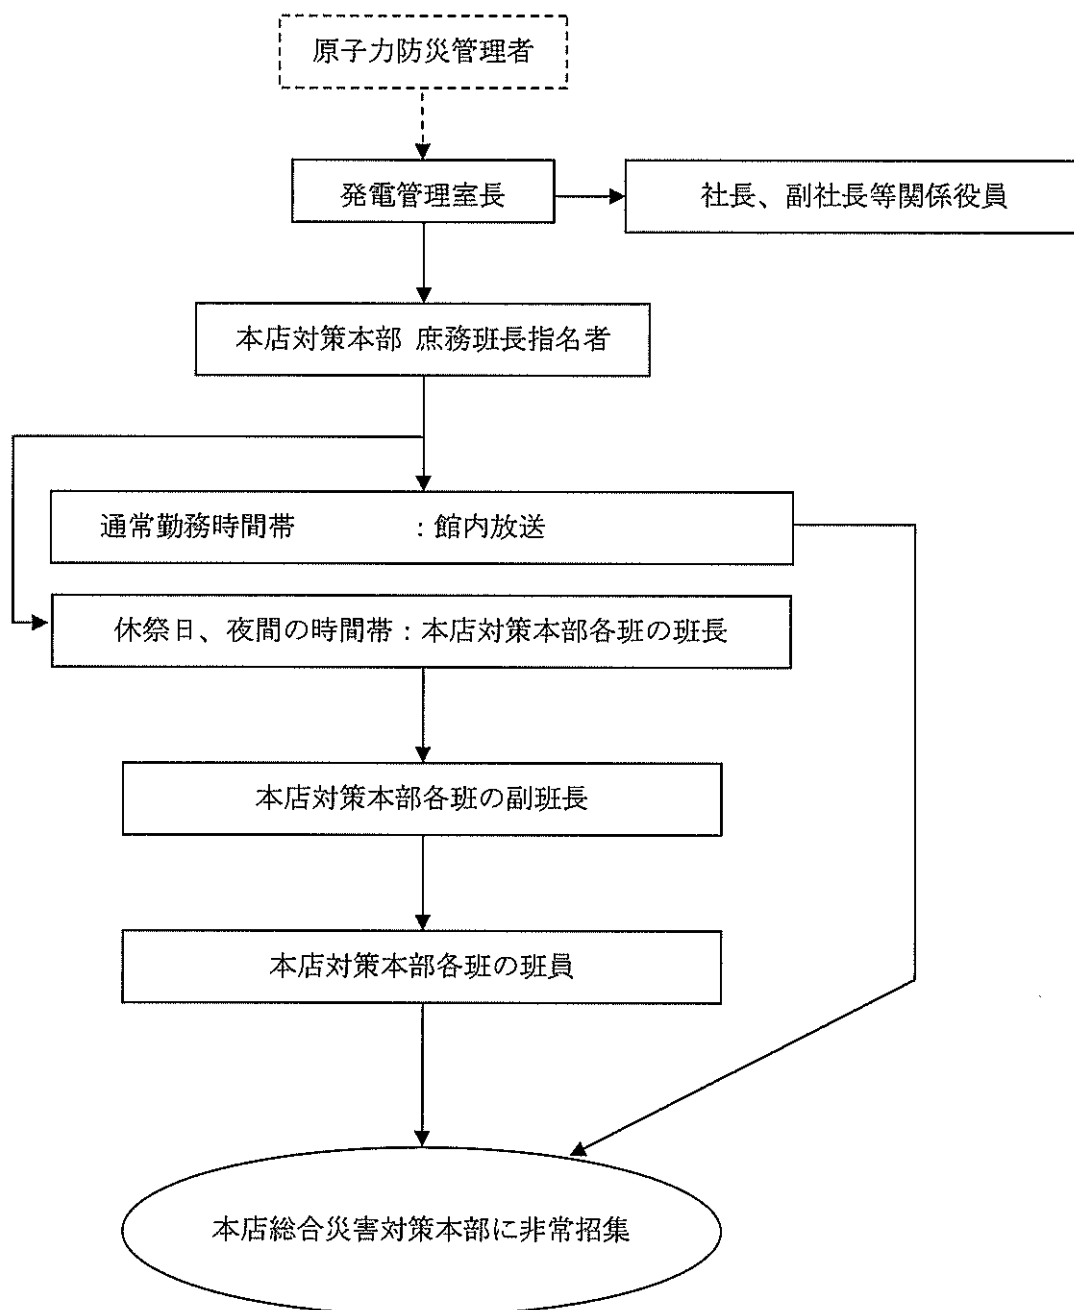 原子力防災管理者
発電管理室長
社長、副社長等関係役員
本店対策本部 庶務班長指名者
通常勤務時間帯　　　　：館内放送
休祭日、夜間の時間帯：本店対策本部各班の班長
本店対策本部各班の副班長
本店対策本部各班の班員
本店総合災害対策本部に非常招集